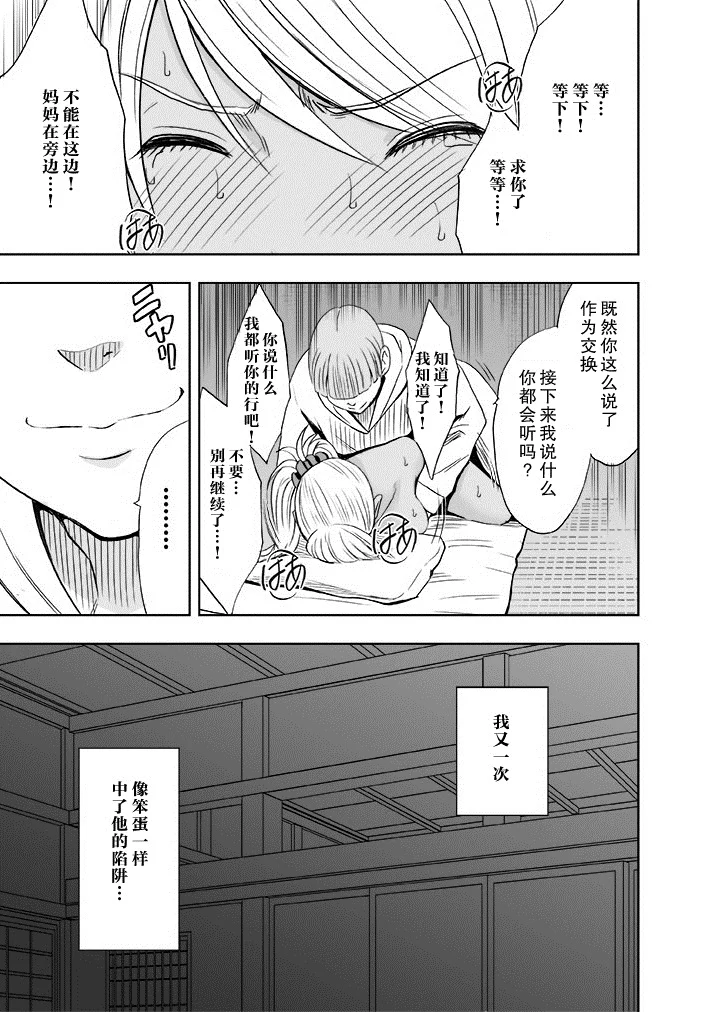 等…
等下！
等下！
求你了
等等…！
はあ
不能在这边！
妈妈在旁边…！
はあ
既然你这么说了
作为交换
接下来我说什么
你都会听吗？
知道了！
我知道了！
你说什么
我都听你的行吧！
不要…
别再继续了…！
はあ
はあ
ニヤッ
……
我又一次
像笨蛋一样
中了他的陷阱…